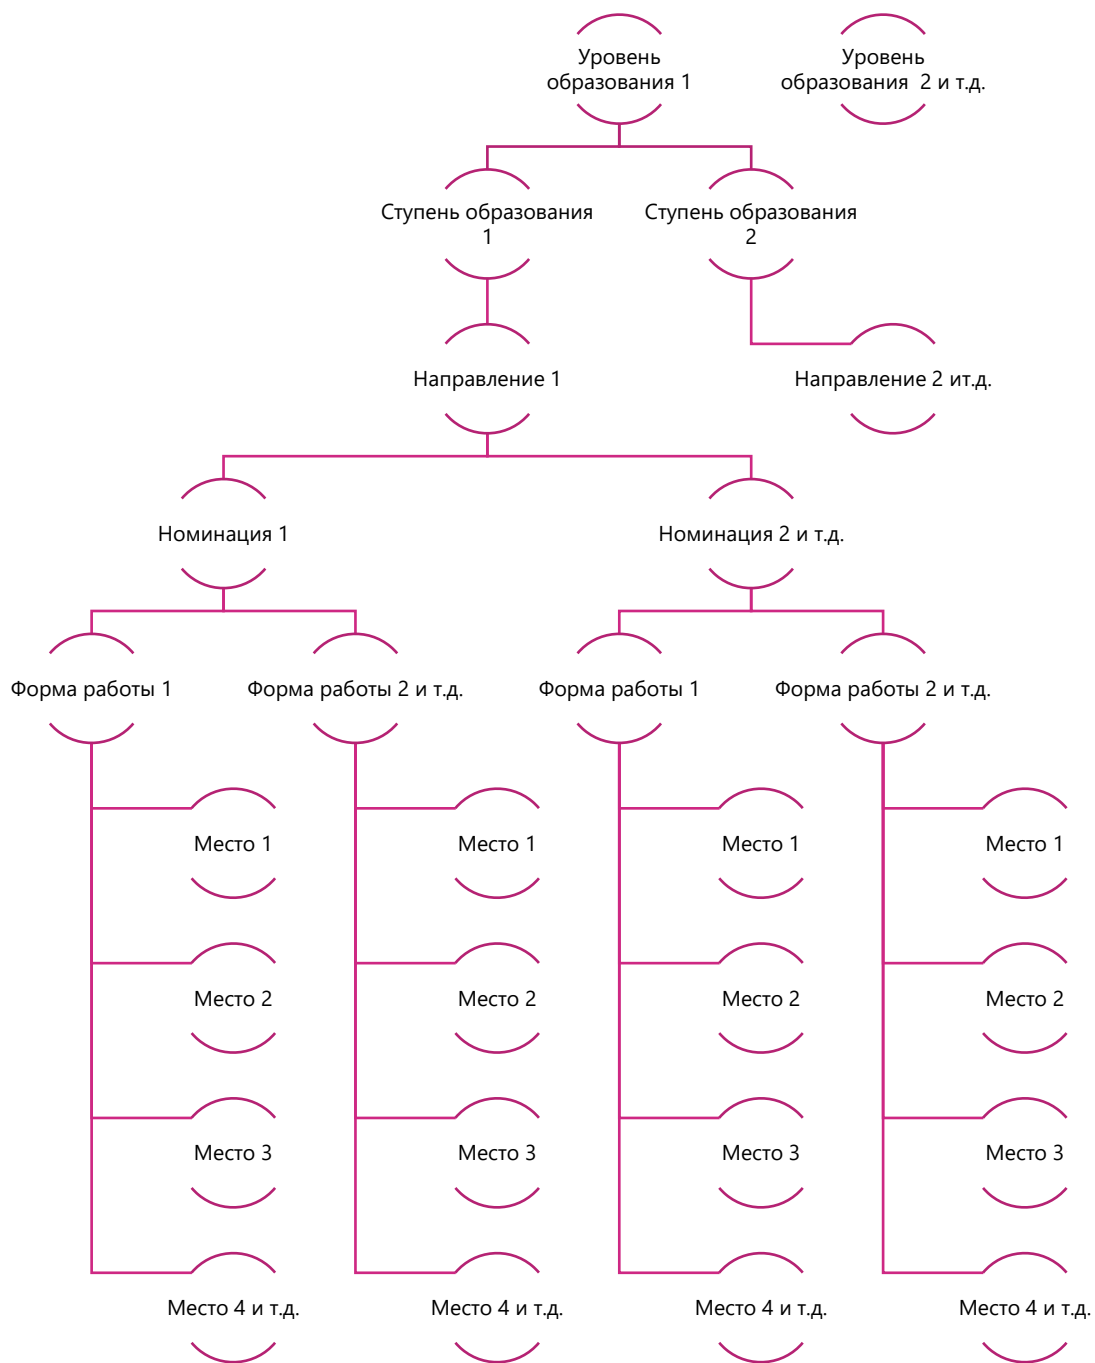 Уровень
образования 1
Уровень
образования 2 и т.д.
Ступень образования
1
Ступень образования
2
Направление 1
Направление 2 ит.д.
Номинация 1
Номинация 2 и т.д.
Форма работы 1
Форма работы 2 и т.д.
Форма работы 1
Форма работы 2 и т.д.
Место 1
Место 1
Место 1
Место 1
Место 2
Место 2
Место 2
Место 2
Место 3
Место 3
Место 3
Место 3
Место 4 и т.д.
Место 4 и т.д.
Место 4 и т.д.
Место 4 и т.д.